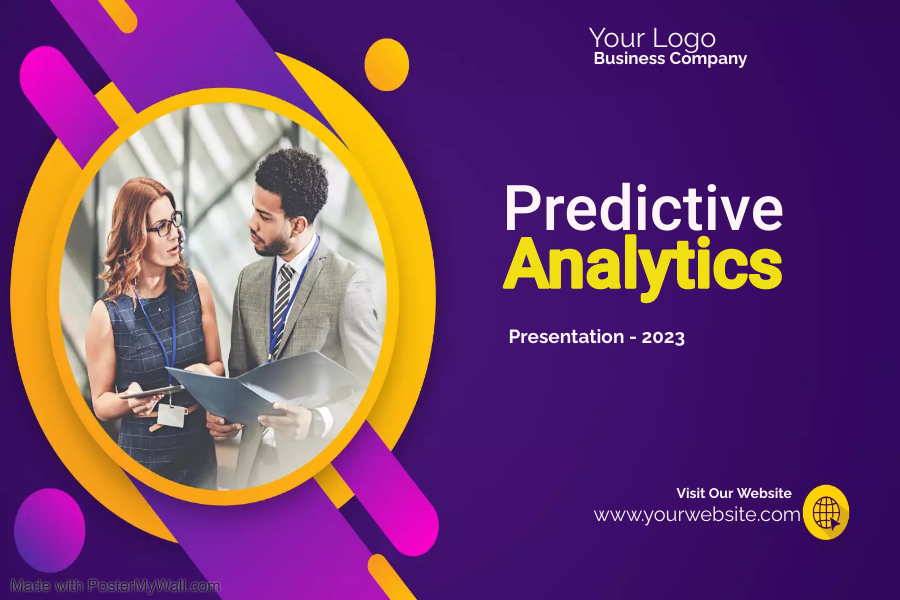 Your Logo
Business Company
Predictive
Analytics
Presentation - 2023
Visit Our Website
www.yourwebsite.com
Made with PosterMyWall.com